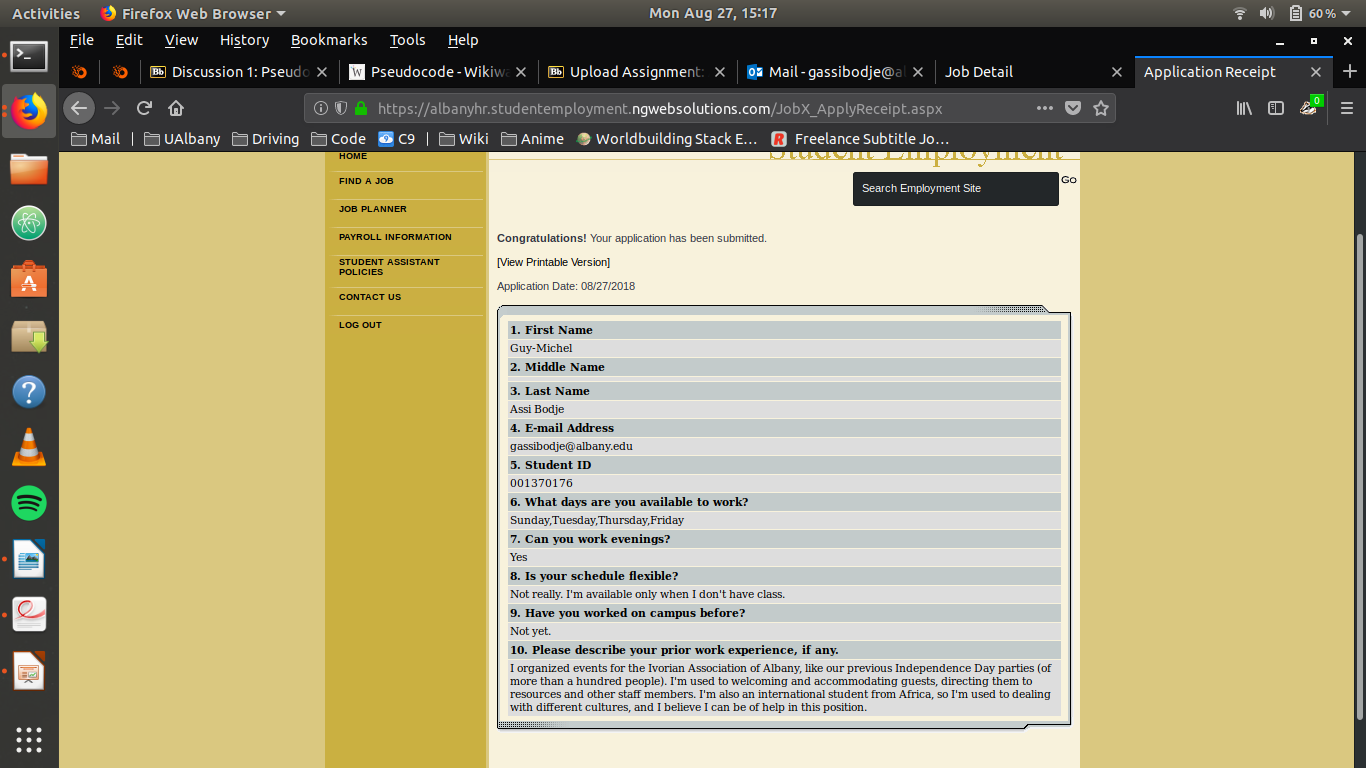 Activities Firefox Web Browser Mon Aug 27, 15:17 60%
File Edit View History Bookmarks Tools Help
Bb Discussion 1: Pseudo W Pseudocode - Wikiwa Bb Upload Assignment: Mail - gassibodje@al Job Detail Application Receipt
https://albanyhr.studentemployment.ngwebsolutions.com/JobX_ApplyReceipt.aspx 0
Mail UAlbany Driving Code C9 Wiki Anime Worldbuilding Stack E... R Freelance Subtitle Jo...
Student Employment
HOME
FIND A JOB
JOB PLANNER
PAYROLL INFORMATION
STUDENT ASSISTANT
POLICIES
CONTACT US
LOG OUT
Search Employment Site Go
Congratulations! Your application has been submitted.
[View Printable Version]
Application Date: 08/27/2018
1. First Name
Guy-Michel
2. Middle Name
3. Last Name
Assi Bodje
4. E-mail Address
gassibodje@albany.edu
5. Student ID
001370176
6. What days are you available to work?
Sunday,Tuesday,Thursday,Friday
7. Can you work evenings?
Yes
8. Is your schedule flexible?
Not really. I'm available only when I don't have class.
9. Have you worked on campus before?
Not yet.
10. Please describe your prior work experience, if any.
I organized events for the Ivorian Association of Albany, like our previous Independence Day parties (of
more than a hundred people). I'm used to welcoming and accommodating guests, directing them to
resources and other staff members. I'm also an international student from Africa, so I'm used to dealing
with different cultures, and I believe I can be of help in this position.